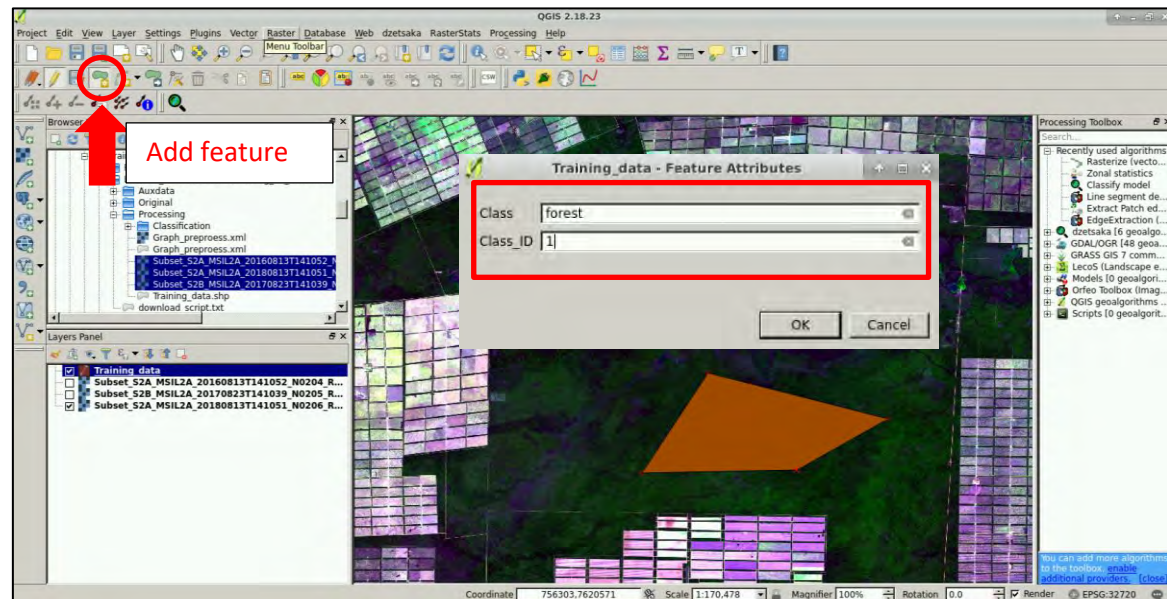 QGIS 2.18.23
Project Edit View Layer Settings Plugins Vector Raster Database Web dzetsaka RasterStats Processing Help
Menu Toolbar
CSW
Add feature
Browser
Auxdata
Original
Processing
Classification
Graph_preproess.xml
Graph_preproess.xml
Subset_S2A_MSIL2A_20160813T141052_N
Subset_S2A_MSIL2A_20180813T141051_N
Subset_S2B_MSIL2A_20170823T141039_N
Training_data.shp
download_script.txt
Layers Panel
Training_data
Subset_S2A_MSIL2A_20160813T141052_N0204_R...
Subset_S2B_MSIL2A_20170823T141039_N0205_R...
Subset_S2A_MSIL2A_20180813T141051_N0206_R...
Training_data - Feature Attributes
Class forest
Class_ID 1
OK Cancel
Processing Toolbox
Search...
Recently used algorithms
Rasterize (vecto...
Zonal statistics
Classify model
Line segment de...
Extract Patch ed...
EdgeExtraction (...
dzetsaka [6 geoalgo...
GDAL/OGR [48 geoa...
GRASS GIS 7 comm...
LecoS (Landscape e...
Models [0 geoalgori...
Orfeo Toolbox (Imag...
QGIS geoalgorithms ...
Scripts [0 geoalgorit...
You can add more algorithms
to the toolbox, enable
additional providers. [close]
Coordinate 756303,7620571 Scale 1:170,478 Magnifier 100% Rotation 0.0 Render EPSG:32720